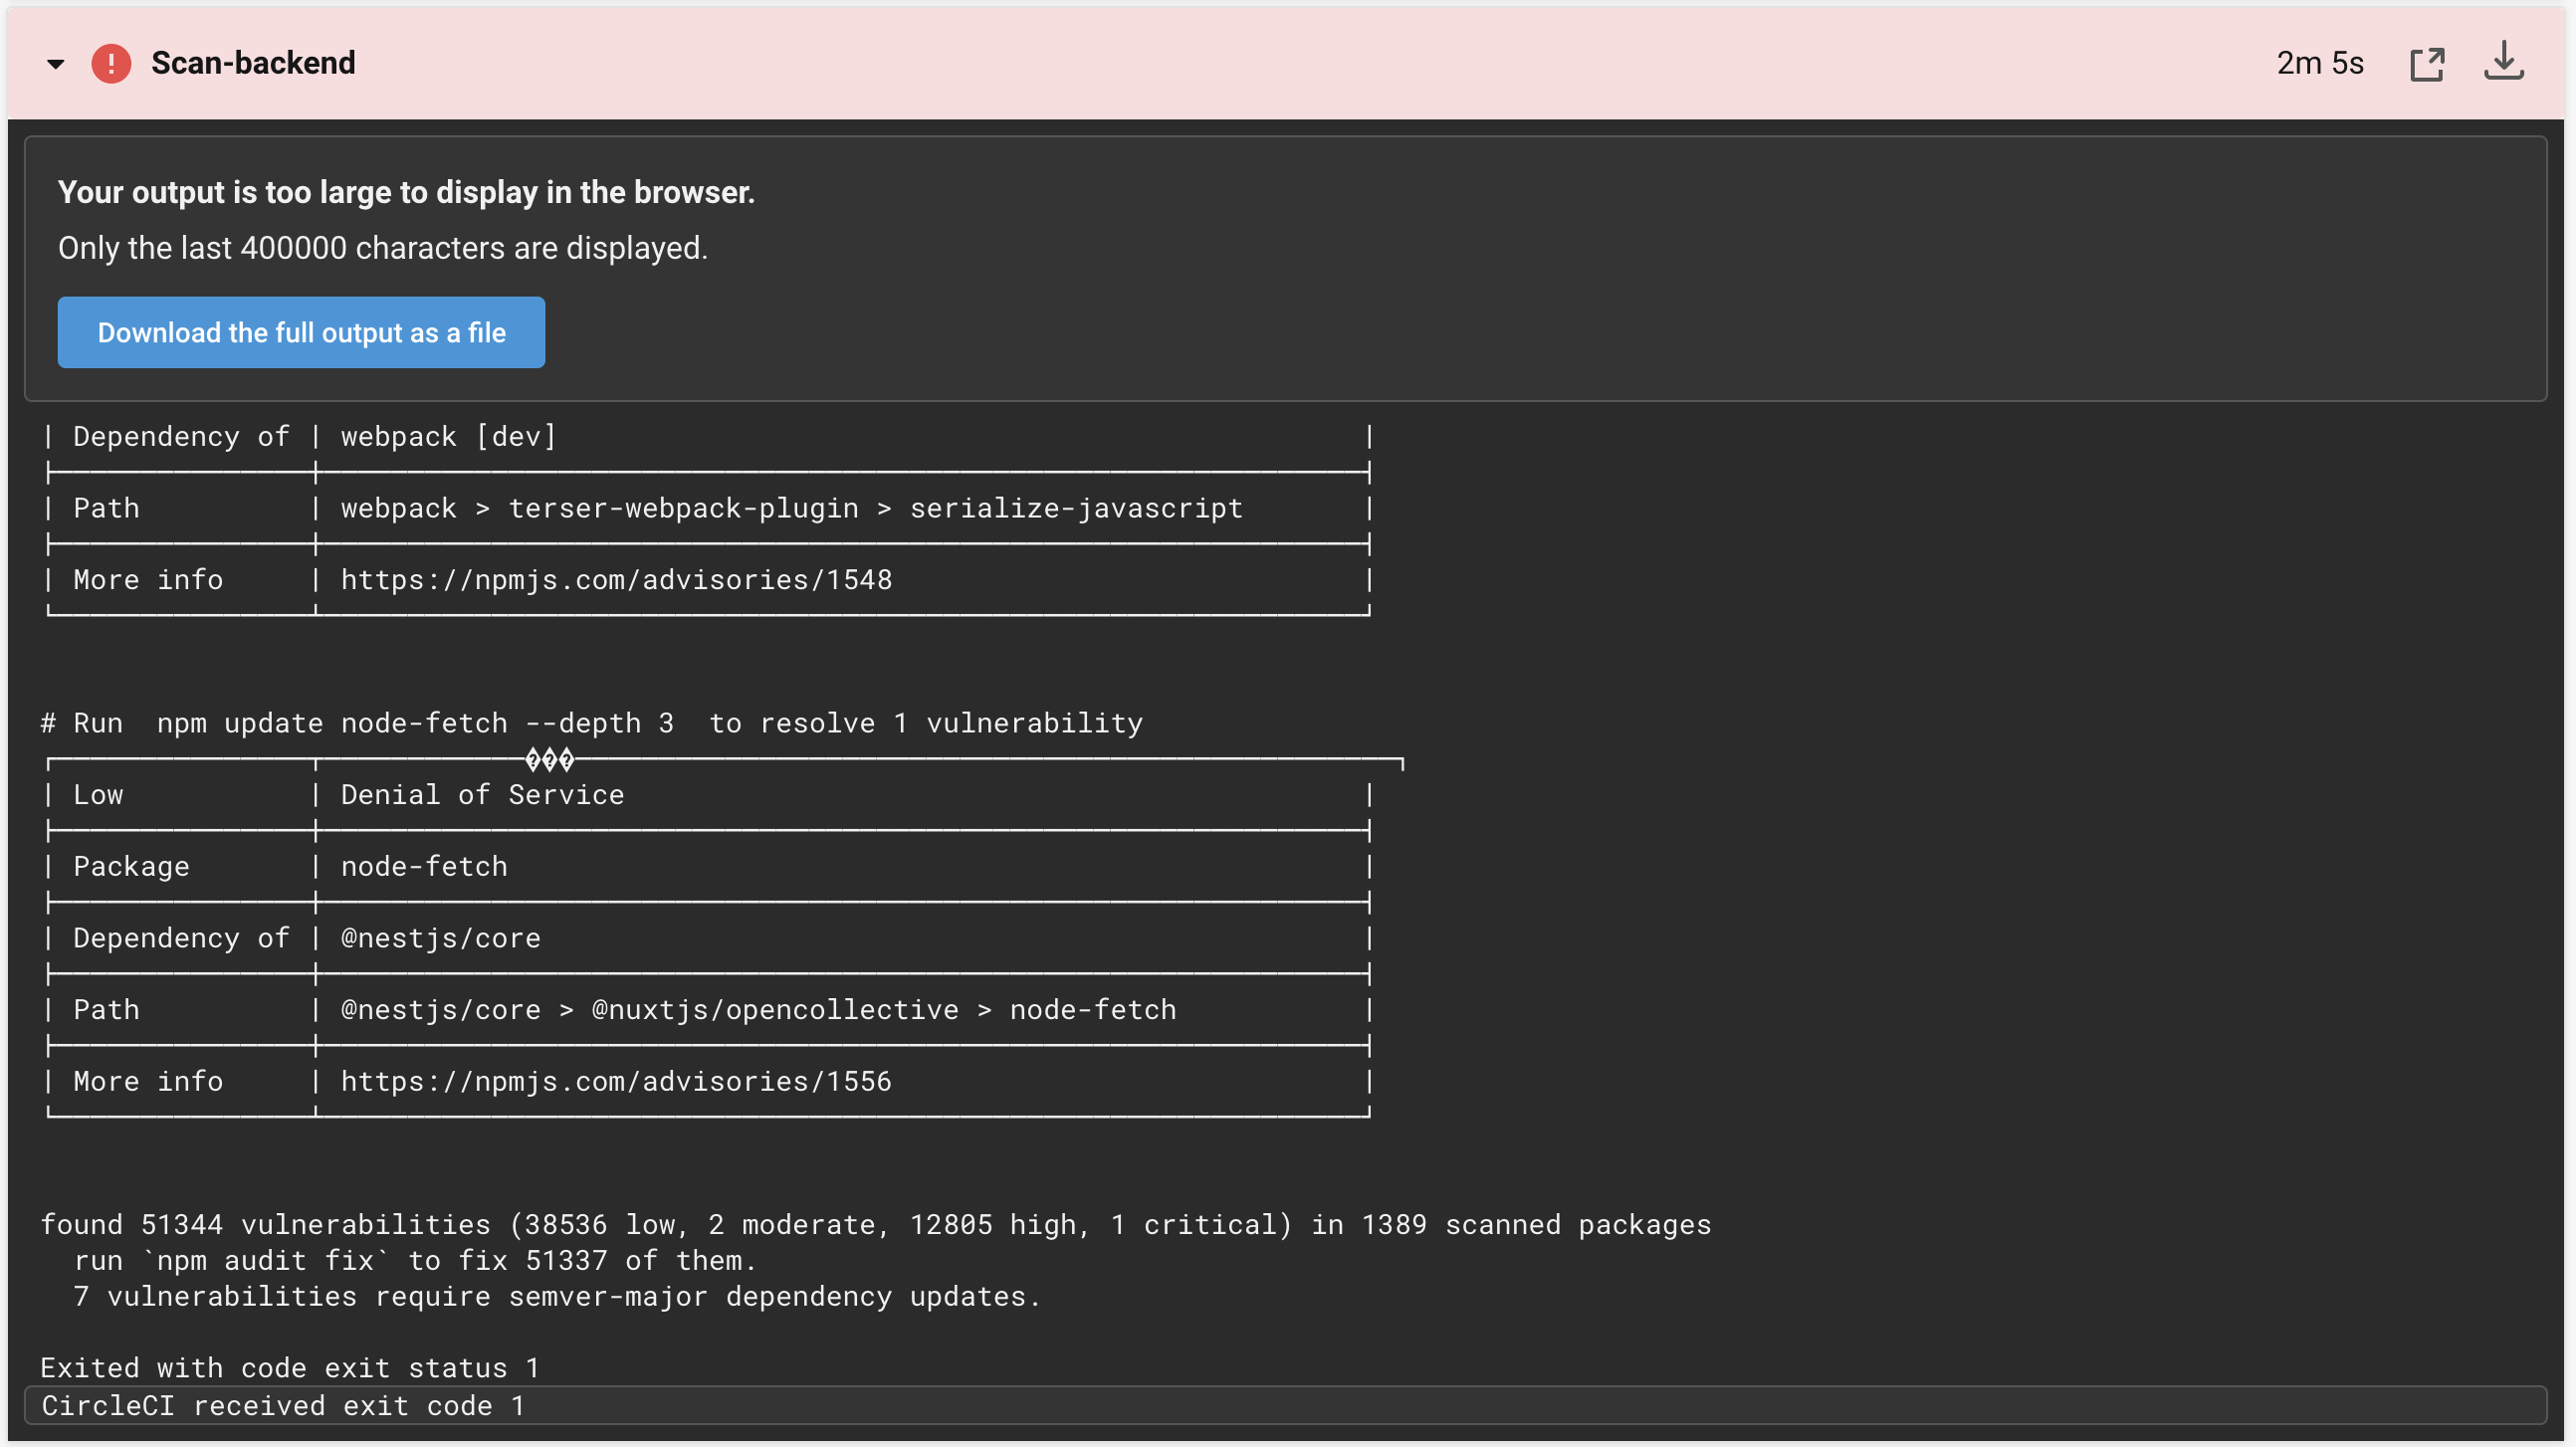 Scan-backend 2m 5s
Your output is too large to display in the browser.
Only the last 400000 characters are displayed.
Download the full output as a file
| Dependency of | webpack [dev] |
| Path | webpack > terser-webpack-plugin > serialize-javascript |
| More info | https://npmjs.com/advisories/1548 |
# Run  npm update node-fetch --depth 3  to resolve 1 vulnerability
���
| Low | Denial of Service |
| Package | node-fetch |
| Dependency of | @nestjs/core |
| Path | @nestjs/core > @nuxtjs/opencollective > node-fetch |
| More info | https://npmjs.com/advisories/1556 |
found 51344 vulnerabilities (38536 low, 2 moderate, 12805 high, 1 critical) in 1389 scanned packages
run `npm audit fix` to fix 51337 of them.
7 vulnerabilities require semver-major dependency updates.
Exited with code exit status 1
CircleCI received exit code 1